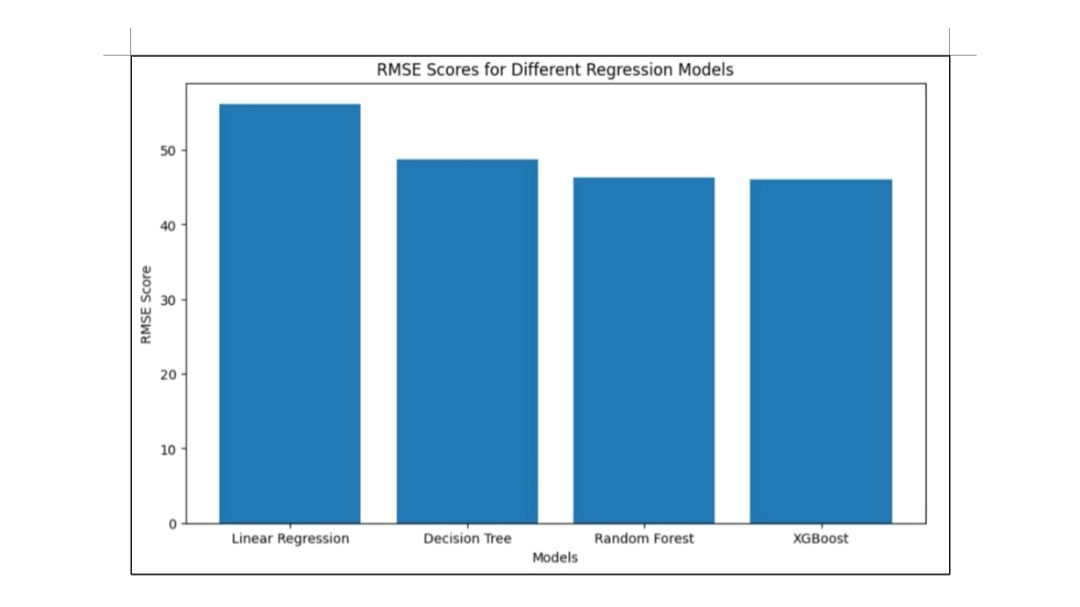 RMSE Scores for Different Regression Models
50
40
30
20
10
0
RMSE Score
Linear Regression Decision Tree Random Forest XGBoost
Models